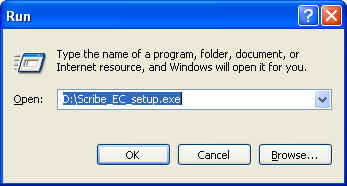 Run
Type the name of a program, folder, document, or
Internet resource, and Windows will open it for you.
Open: D:\Scribe_EC_setup.exe
OK Cancel Browse...